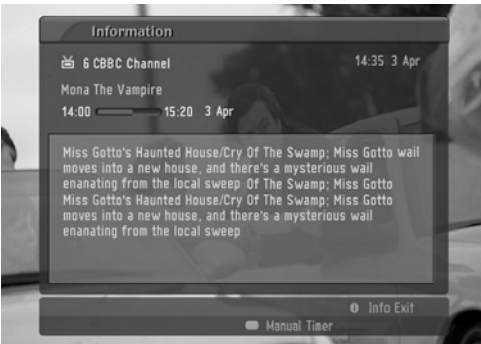 Information
6 CBBC Channel 14:35 3 Apr
Mona The Vampire
14:00 15:20 3 Apr
Miss Gotto's Haunted House/Cry Of The Swamp; Miss Gotto wail
moves into a new house, and there's a mysterious wail
enanating from the local sweep Of The Swamp; Miss Gotto
Miss Gotto's Haunted House/Cry Of The Swamp; Miss Gotto
moves into a new house, and there's a mysterious wail
enanating from the local sweep
i Info Exit
Manual Timer